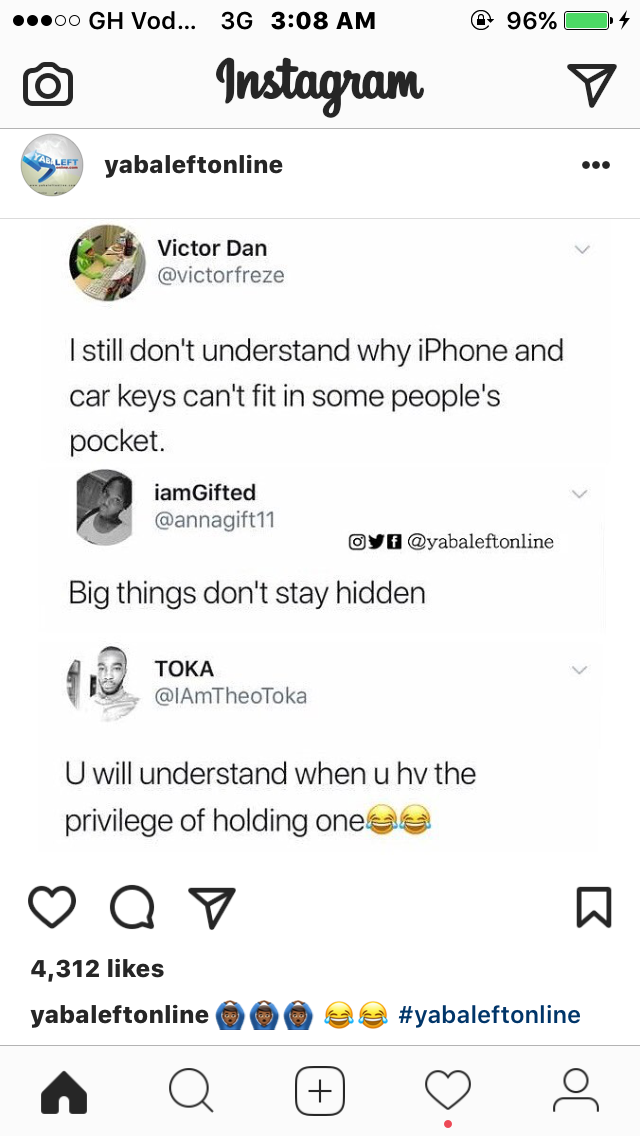 ●●●○○ GH Vod... 3G 3:08 AM 96%
Instagram
YABALEFT
yabaleftonline
Victor Dan
@victorfreze
I still don't understand why iPhone and
car keys can't fit in some people's
pocket.
iamGifted
@annagift11
@yabaleftonline
Big things don't stay hidden
TOKA
@IAmTheoToka
U will understand when u hv the
privilege of holding one😂😂
4,312 likes
yabaleftonline 🙆🏾‍♂️🙆🏾‍♂️🙆🏾‍♂️ 😂😂 #yabaleftonline